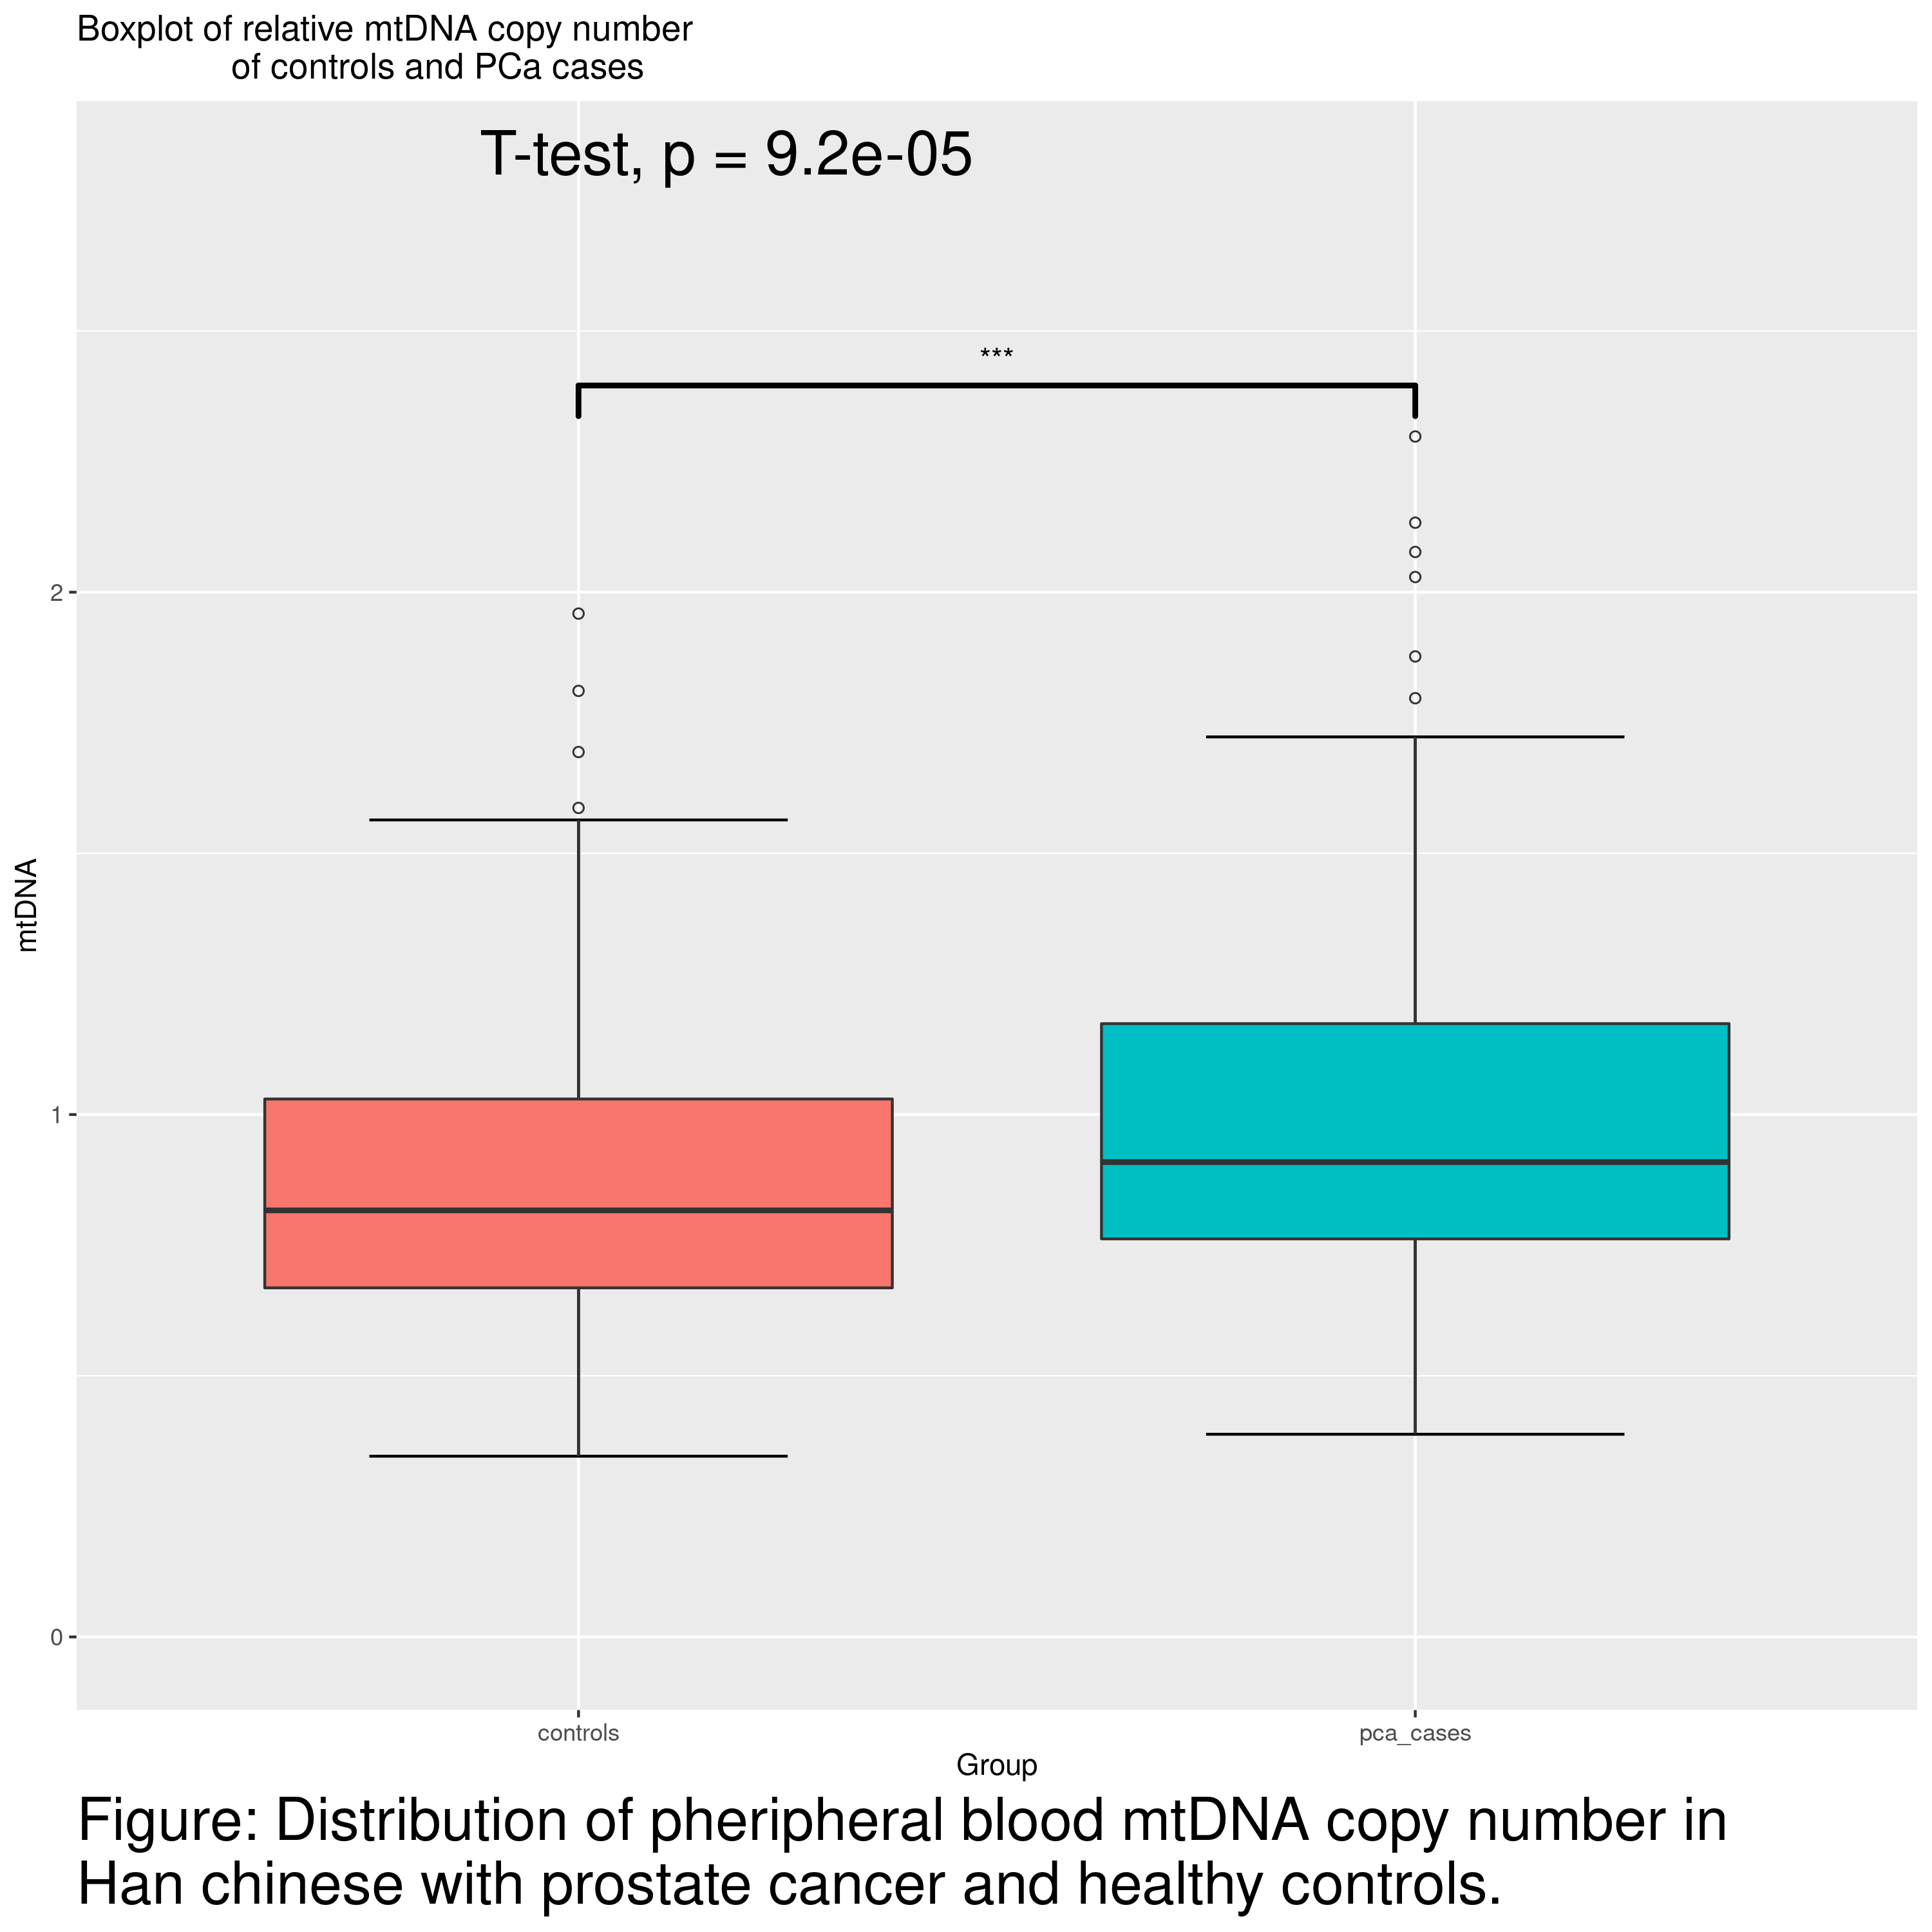 Boxplot of relative mtDNA copy number
of controls and PCa cases
T-test, p = 9.2e-05
***
2
1
0
mtDNA
controls
pca_cases
Group
Figure: Distribution of pheripheral blood mtDNA copy number in
Han chinese with prostate cancer and healthy controls.